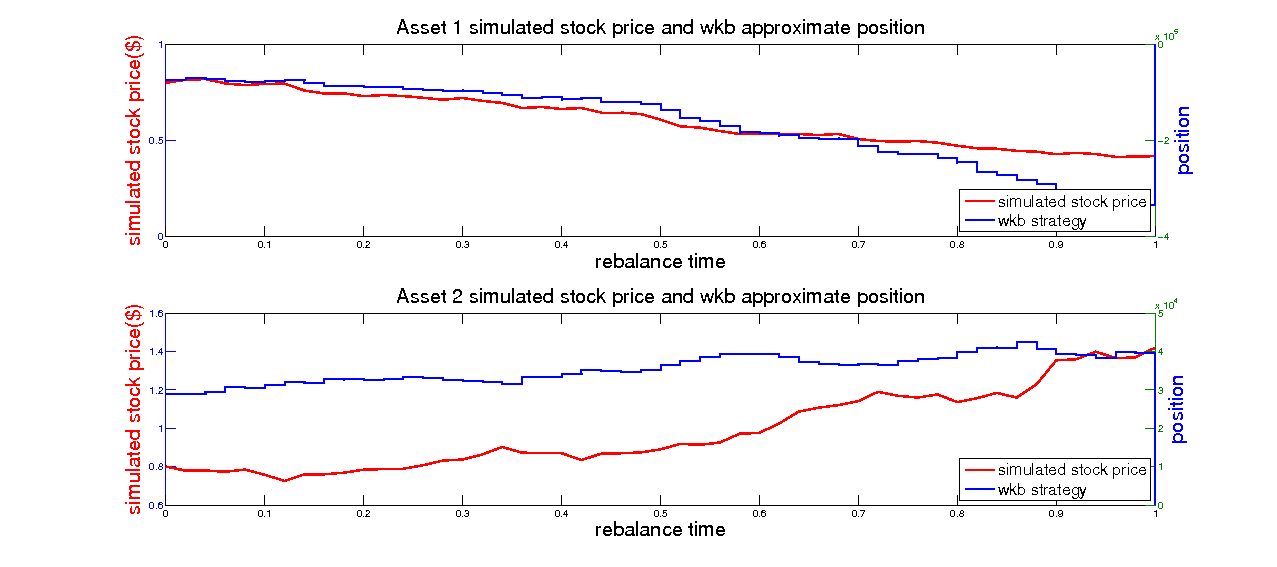 Asset 1 simulated stock price and wkb approximate position
x 10^5
simulated stock price($)
1
0.5
0
0
-2
-4
position
simulated stock price
wkb strategy
0 0.1 0.2 0.3 0.4 0.5 0.6 0.7 0.8 0.9 1
rebalance time
Asset 2 simulated stock price and wkb approximate position
x 10^4
simulated stock price($)
1.6
1.4
1.2
1
0.8
0.6
5
4
3
2
1
0
position
simulated stock price
wkb strategy
0 0.1 0.2 0.3 0.4 0.5 0.6 0.7 0.8 0.9 1
rebalance time